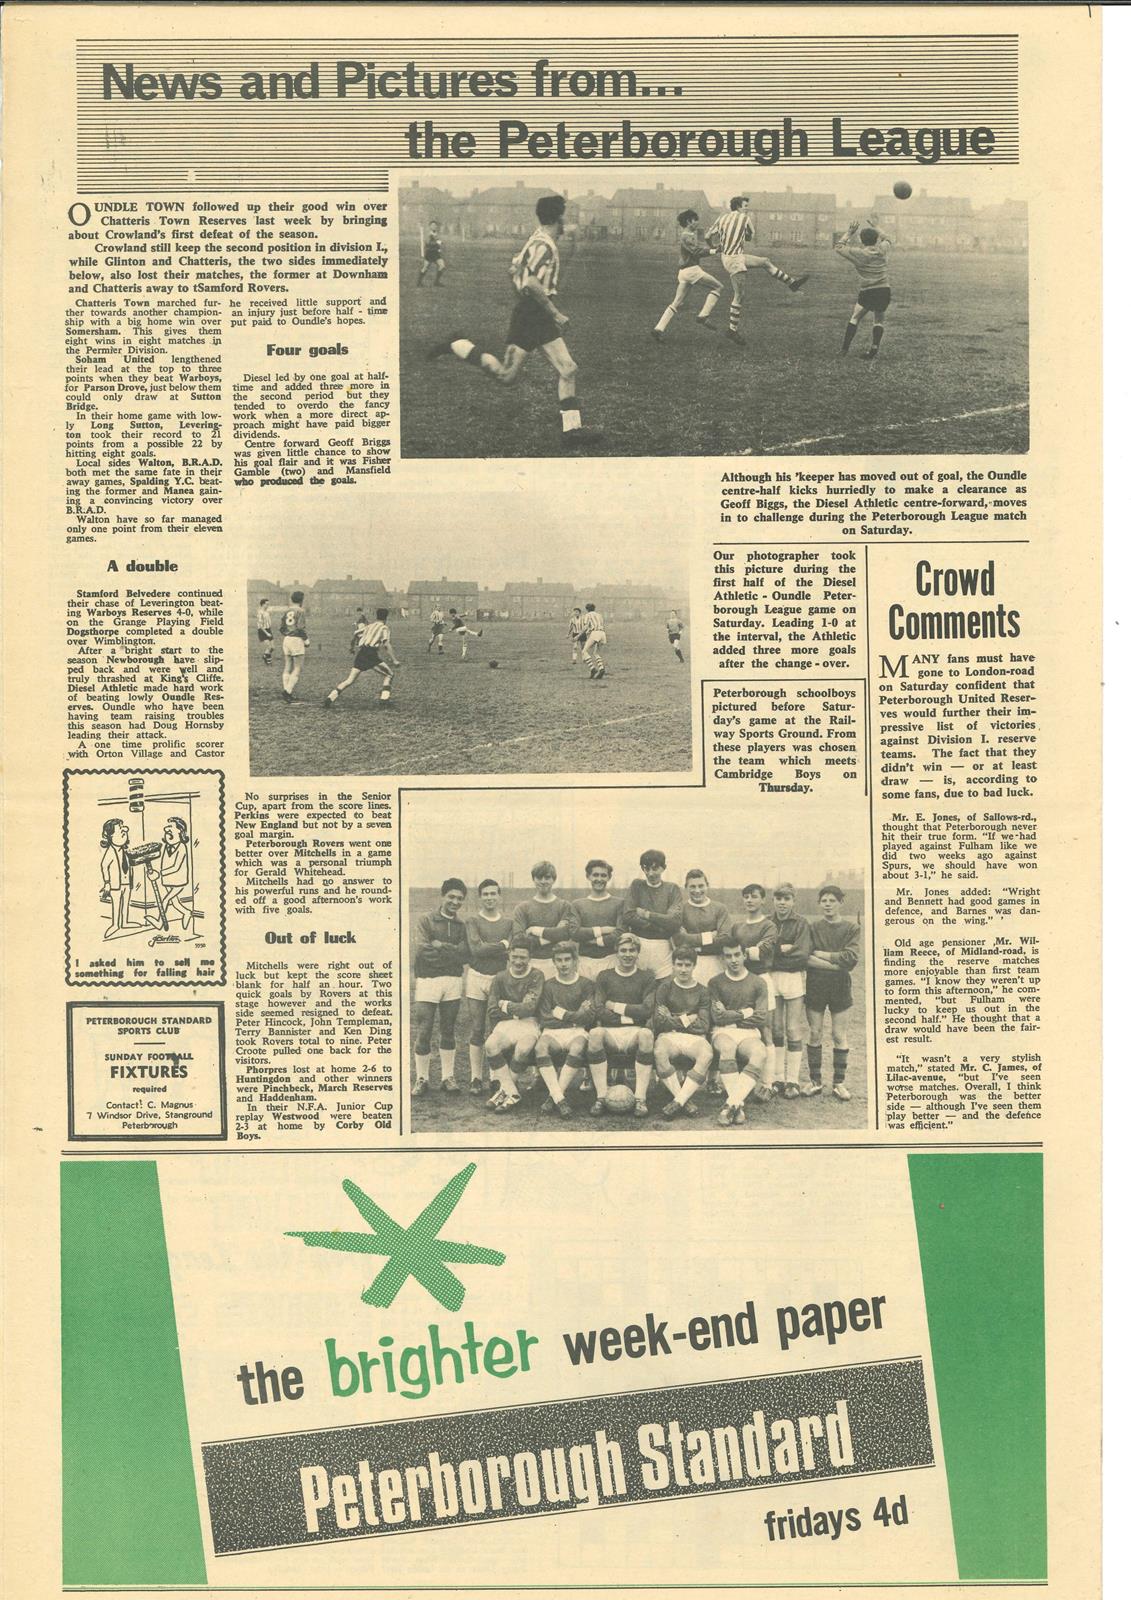 News and Pictures from...
the Peterborough League
OUNDLE TOWN followed up their good win over
Chatteris Town Reserves last week by bringing
about Crowland's first defeat of the season.
Crowland still keep the second position in division I.,
while Glinton and Chatteris, the two sides immediately
below, also lost their matches, the former at Downham
and Chatteris away to tSamford Rovers.
Chatteris Town marched fur-
ther towards another champion-
ship with a big home win over
Somersham. This gives them
eight wins in eight matches in
the Permier Division.
Soham United lengthened
their lead at the top to three
points when they beat Warboys,
for Parson Drove, just below them
could only draw at Sutton
Bridge.
In their home game with low-
ly Long Sutton, Levering-
ton took their record to 21
points from a possible 22 by
hitting eight goals.
Local sides Walton, B.R.A.D.
both met the same fate in their
away games, Spalding Y.C. beat-
ing the former and Manea gain-
ing a convincing victory over
B.R.A.D.
Walton have so far managed
only one point from their eleven
games.
A double
Stamford Belvedere continued
their chase of Leverington beat-
ing Warboys Reserves 4-0, while
on the Grange Playing Field
Dogsthorpe completed a double
over Wimblington.
After a bright start to the
season Newborough have slip-
ped back and were well and
truly thrashed at King's Cliffe.
Diesel Athletic made hard work
of beating lowly Oundle Res-
erves. Oundle who have been
having team raising troubles
this season had Doug Hornsby
leading their attack.
A one time prolific scorer
with Orton Village and Castor
he received little support and
an injury just before half - time
put paid to Oundle's hopes.
Four goals
Diesel led by one goal at half-
time and added three more in
the second period but they
tended to overdo the fancy
work when a more direct ap-
proach might have paid bigger
dividends.
Centre forward Geoff Briggs
was given little chance to show
his goal flair and it was Fisher
Gamble (two) and Mansfield
who produced the goals.
Although his 'keeper has moved out of goal, the Oundle
centre-half kicks hurriedly to make a clearance as
Geoff Biggs, the Diesel Athletic centre-forward, moves
in to challenge during the Peterborough League match
on Saturday.
Our photographer took
this picture during the
first half of the Diesel
Athletic - Oundle Peter-
borough League game on
Saturday. Leading 1-0 at
the interval, the Athletic
added three more goals
after the change - over.
Peterborough schoolboys
pictured before Satur-
day's game at the Rail-
way Sports Ground. From
these players was chosen
the team which meets
Cambridge Boys on
Thursday.
I asked him to sell me
something for falling hair
PETERBOROUGH STANDARD
SPORTS CLUB
SUNDAY FOOTBALL
FIXTURES
required
Contact: C. Magnus
7 Windsor Drive, Stanground
Peterborough
No surprises in the Senior
Cup, apart from the score lines.
Perkins were expected to beat
New England but not by a seven
goal margin.
Peterborough Rovers went one
better over Mitchells in a game
which was a personal triumph
for Gerald Whitehead.
Mitchells had no answer to
his powerful runs and he round-
ed off a good afternoon's work
with five goals.
Out of luck
Mitchells were right out of
luck but kept the score sheet
blank for half an hour. Two
quick goals by Rovers at this
stage however and the works
side seemed resigned to defeat.
Peter Hincock, John Templeman,
Terry Bannister and Ken Ding
took Rovers total to nine. Peter
Croote pulled one back for the
visitors.
Phorpres lost at home 2-6 to
Huntingdon and other winners
were Pinchbeck, March Reserves
and Haddenham.
In their N.F.A. Junior Cup
replay Westwood were beaten
2-3 at home by Corby Old
Boys.
Crowd
Comments
MANY fans must have
gone to London-road
on Saturday confident that
Peterborough United Reser-
ves would further their im-
pressive list of victories
against Division I. reserve
teams. The fact that they
didn't win — or at least
draw — is, according to
some fans, due to bad luck.
Mr. E. Jones, of Sallows-rd.,
thought that Peterborough never
hit their true form. "If we had
played against Fulham like we
did two weeks ago against
Spurs, we should have won
about 3-1," he said.
Mr. Jones added: "Wright
and Bennett had good games in
defence, and Barnes was dan-
gerous on the wing."
Old age pensioner Mr. Wil-
liam Reece, of Midland-road, is
finding the reserve matches
more enjoyable than first team
games. "I know they weren't up
to form this afternoon," he com-
mented, "but Fulham were
lucky to keep us out in the
second half." He thought that a
draw would have been the fair-
est result.
"It wasn't a very stylish
match," stated Mr. C. James, of
Lilac-avenue, "but I've seen
worse matches. Overall, I think
Peterborough was the better
side — although I've seen them
play better — and the defence
was efficient."
the brighter week-end paper
Peterborough Standard
fridays 4d